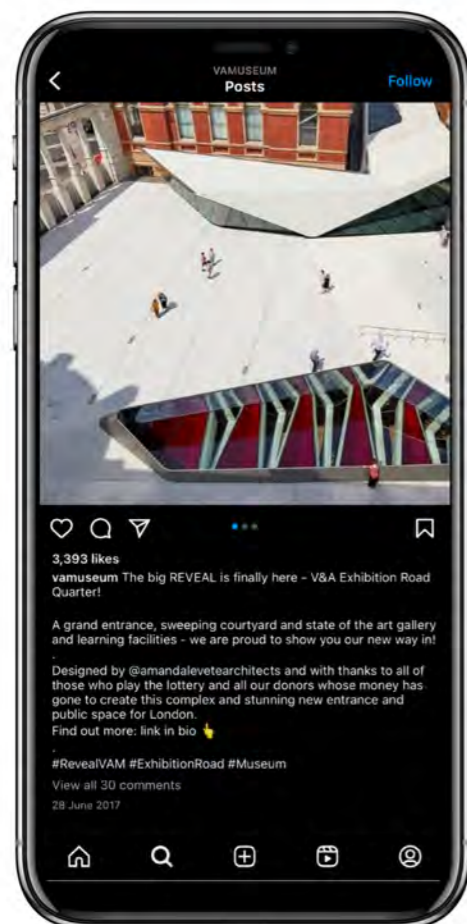 VAMUSEUM
Posts
Follow
3,393 likes
vamuseum The big REVEAL is finally here - V&A Exhibition Road
Quarter!
A grand entrance, sweeping courtyard and state of the art gallery
and learning facilities - we are proud to show you our new way in!
.
Designed by @amandalevetearchitects and with thanks to all of
those who play the lottery and all our donors whose money has
gone to create this complex and stunning new entrance and
public space for London.
Find out more: link in bio 👆
.
#RevealVAM #ExhibitionRoad #Museum
View all 30 comments
28 June 2017